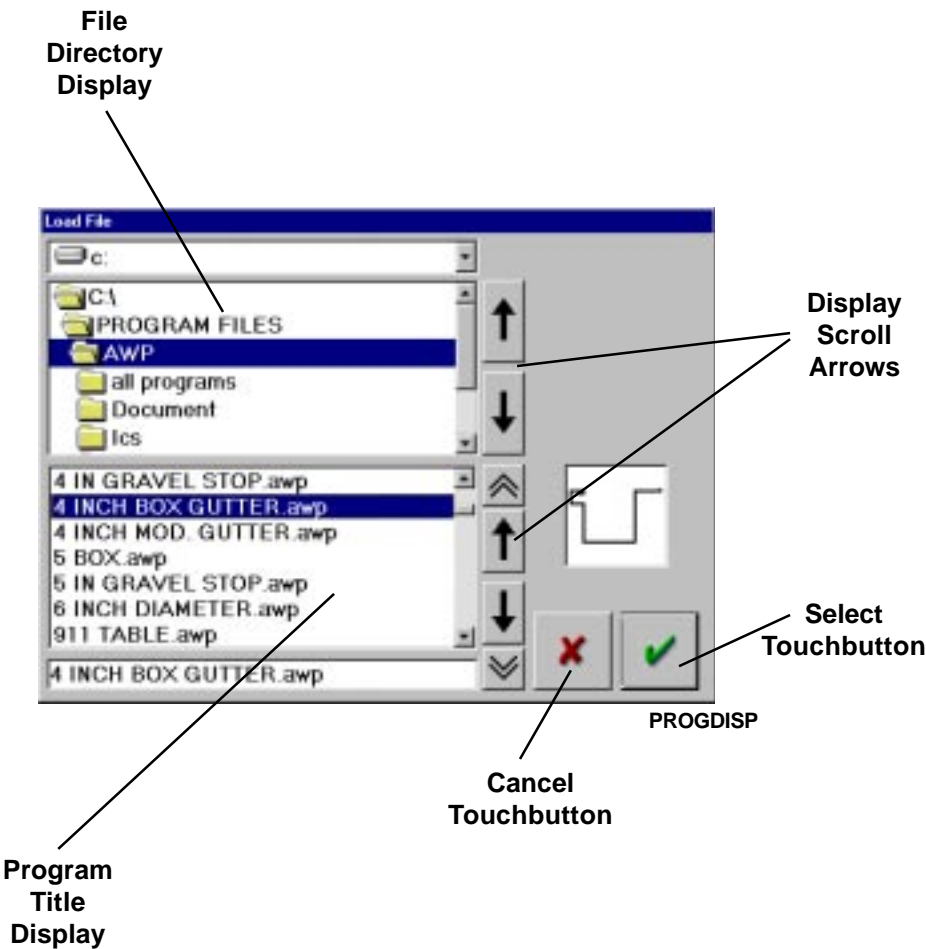 File
Directory
Display
Load File
c:
C:\
PROGRAM FILES
AWP
all programs
Document
lcs
4 IN GRAVEL STOP.awp
4 INCH BOX GUTTER.awp
4 INCH MOD. GUTTER.awp
5 BOX.awp
5 IN GRAVEL STOP.awp
6 INCH DIAMETER.awp
911 TABLE.awp
4 INCH BOX GUTTER.awp
Display
Scroll
Arrows
Select
Touchbutton
PROGDISP
Cancel
Touchbutton
Program
Title
Display